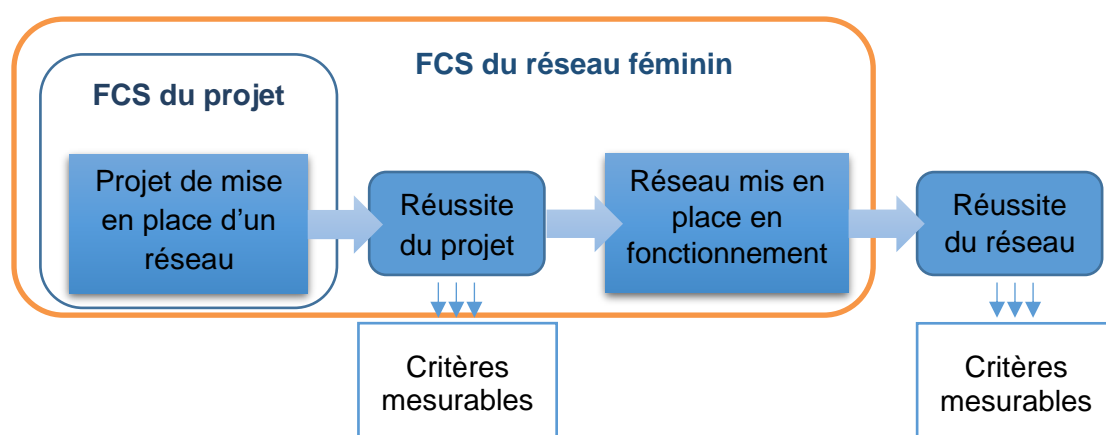 FCS du réseau féminin
FCS du projet
Projet de mise
en place d’un
réseau
Réussite
du projet
Réseau mis en
place en
fonctionnement
Réussite
du réseau
Critères
mesurables
Critères
mesurables